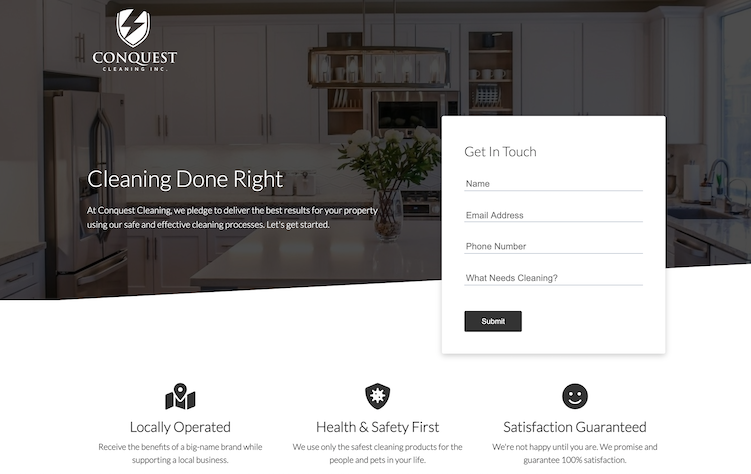 CONQUEST
CLEANING INC.
Cleaning Done Right
At Conquest Cleaning, we pledge to deliver the best results for your property
using our safe and effective cleaning processes. Let's get started.
Get In Touch
Name
Email Address
Phone Number
What Needs Cleaning?
Submit
Locally Operated
Receive the benefits of a big-name brand while
supporting a local business.
Health & Safety First
We use only the safest cleaning products for the
people and pets in your life.
Satisfaction Guaranteed
We're not happy until you are. We promise and
guarantee 100% satisfaction.